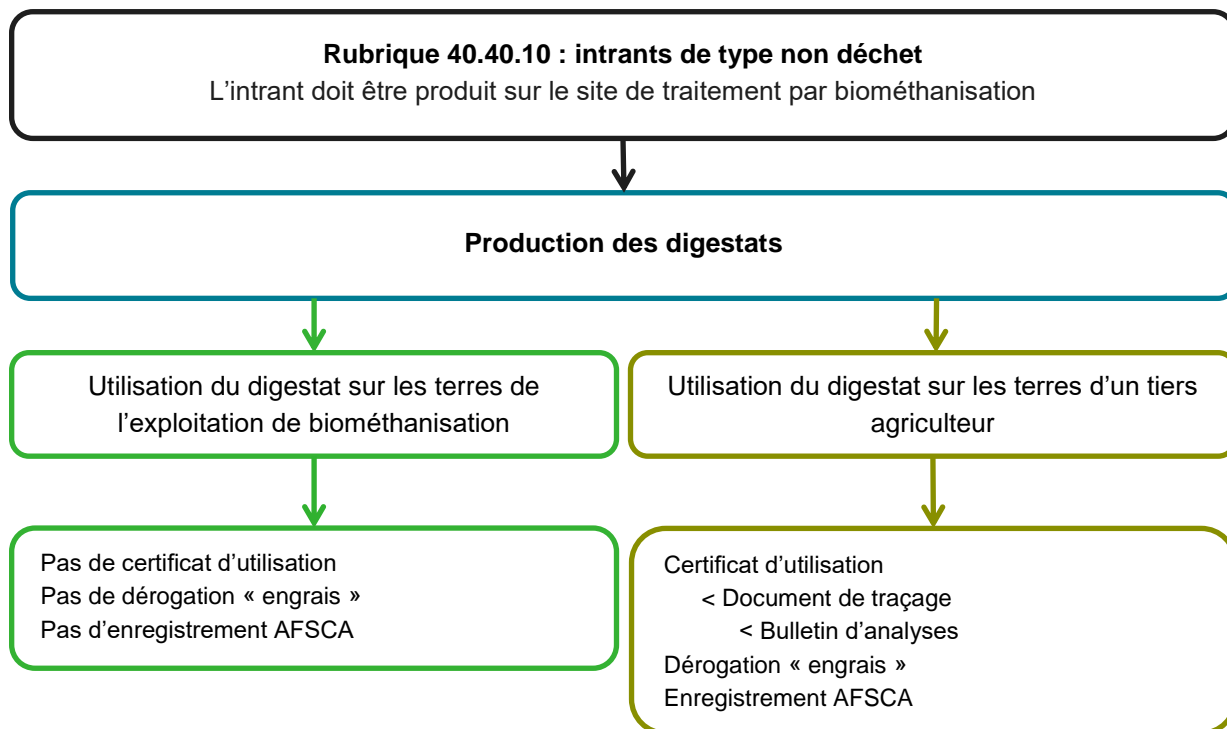 Rubrique 40.40.10 : intrants de type non déchet
L’intrant doit être produit sur le site de traitement par biométhanisation
Production des digestats
Utilisation du digestat sur les terres de
l’exploitation de biométhanisation
Utilisation du digestat sur les terres d’un tiers
agriculteur
Pas de certificat d’utilisation
Pas de dérogation « engrais »
Pas d’enregistrement AFSCA
Certificat d’utilisation
< Document de traçage
< Bulletin d’analyses
Dérogation « engrais »
Enregistrement AFSCA